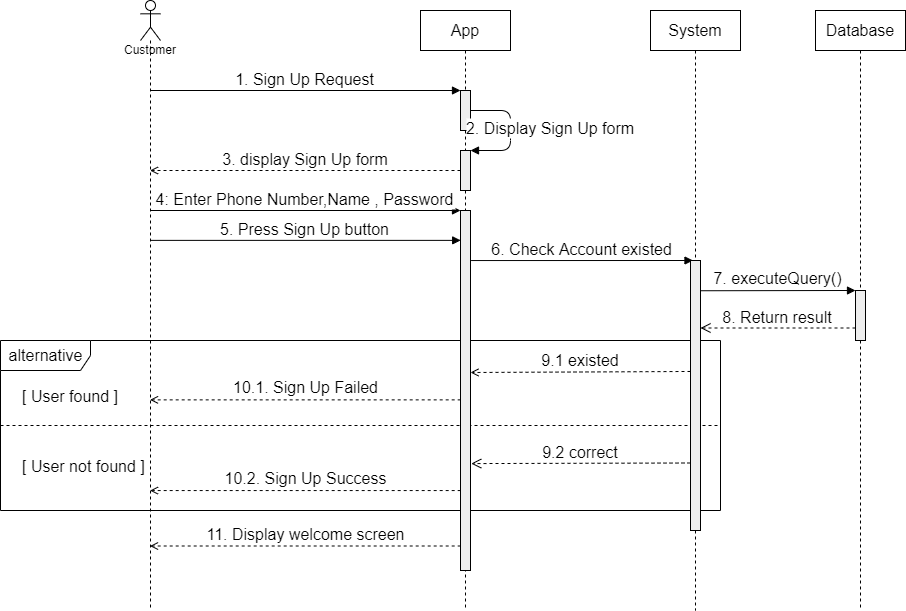 Customer
App
System
Database
1. Sign Up Request
2. Display Sign Up form
3. display Sign Up form
4: Enter Phone Number,Name , Password
5. Press Sign Up button
6. Check Account existed
7. executeQuery()
8. Return result
alternative
9.1 existed
10.1. Sign Up Failed
[ User found ]
9.2 correct
[ User not found ]
10.2. Sign Up Success
11. Display welcome screen